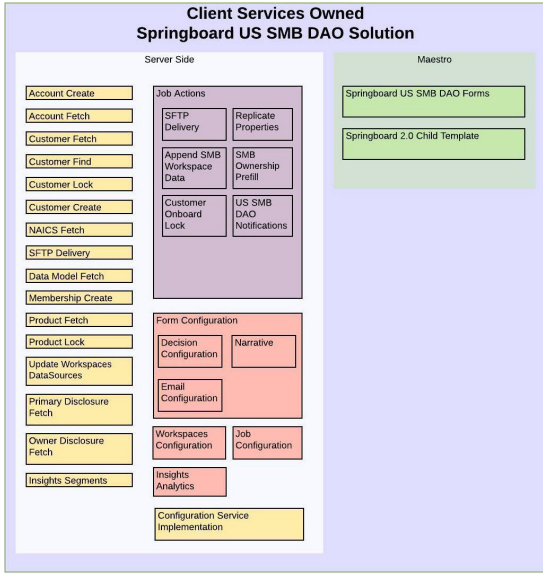 Client Services Owned
Springboard US SMB DAO Solution
Server Side
Account Create
Account Fetch
Customer Fetch
Customer Find
Customer Lock
Customer Create
NAICS Fetch
SFTP Delivery
Data Model Fetch
Membership Create
Product Fetch
Product Lock
Update Workspaces
DataSources
Primary Disclosure
Fetch
Owner Disclosure
Fetch
Insights Segments
Job Actions
SFTP
Delivery
Replicate
Properties
Append SMB
Workspace
Data
SMB
Ownership
Prefill
Customer
Onboard
Lock
US SMB
DAO
Notifications
Form Configuration
Decision
Configuration
Narrative
Email
Configuration
Workspaces
Configuration
Job
Configuration
Insights
Analytics
Configuration Service
Implementation
Maestro
Springboard US SMB DAO Forms
Springboard 2.0 Child Template